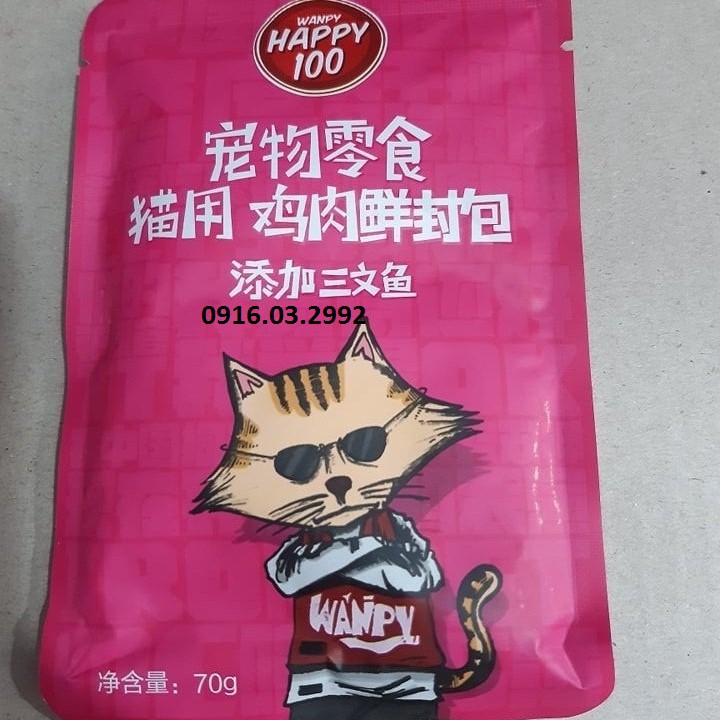 WANPY
HAPPY
100
宠物零食
猫用 鸡肉鲜封包
添加三文鱼
0916.03.2992
WANPY
净含量：70g